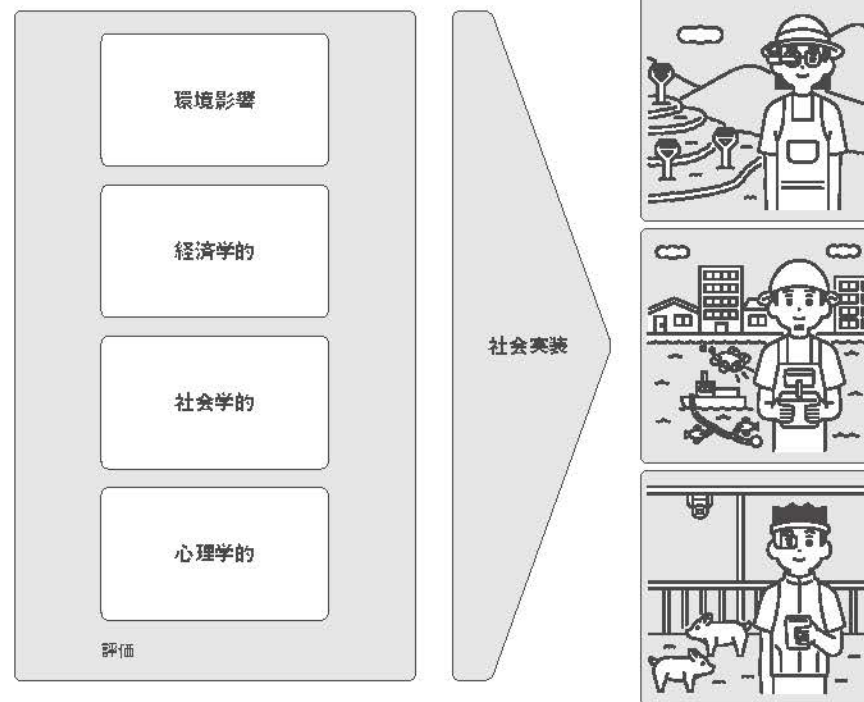 環境影響
経済学的
社会学的
心理学的
評価
社会実装